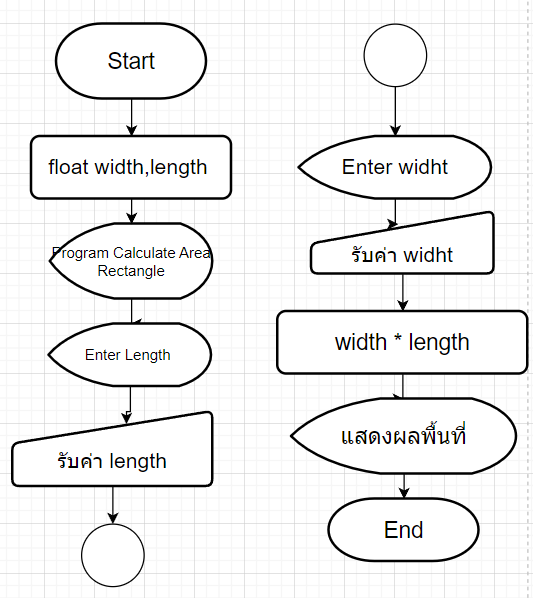 Start
float width,length
Program Calculate Area
Rectangle
Enter Length
รับค่า length
Enter widht
รับค่า widht
width * length
แสดงผลพื้นที่
End